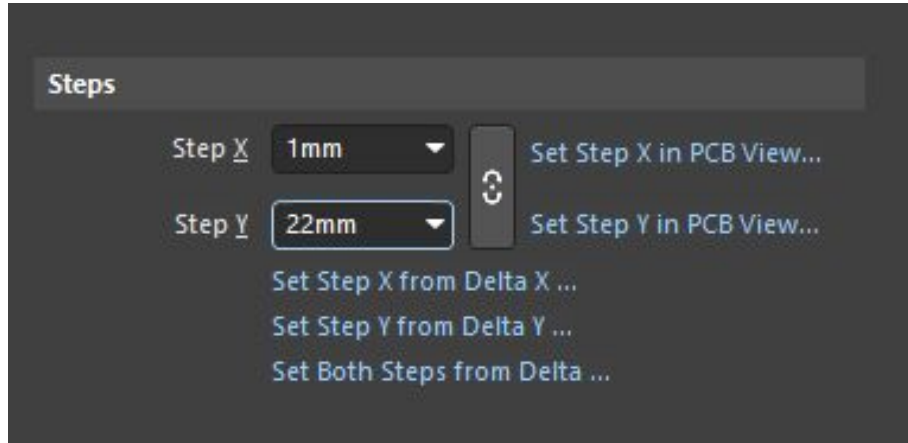 Steps
Step X 1mm Set Step X in PCB View...
Step Y 22mm Set Step Y in PCB View...
Set Step X from Delta X ...
Set Step Y from Delta Y ...
Set Both Steps from Delta ...